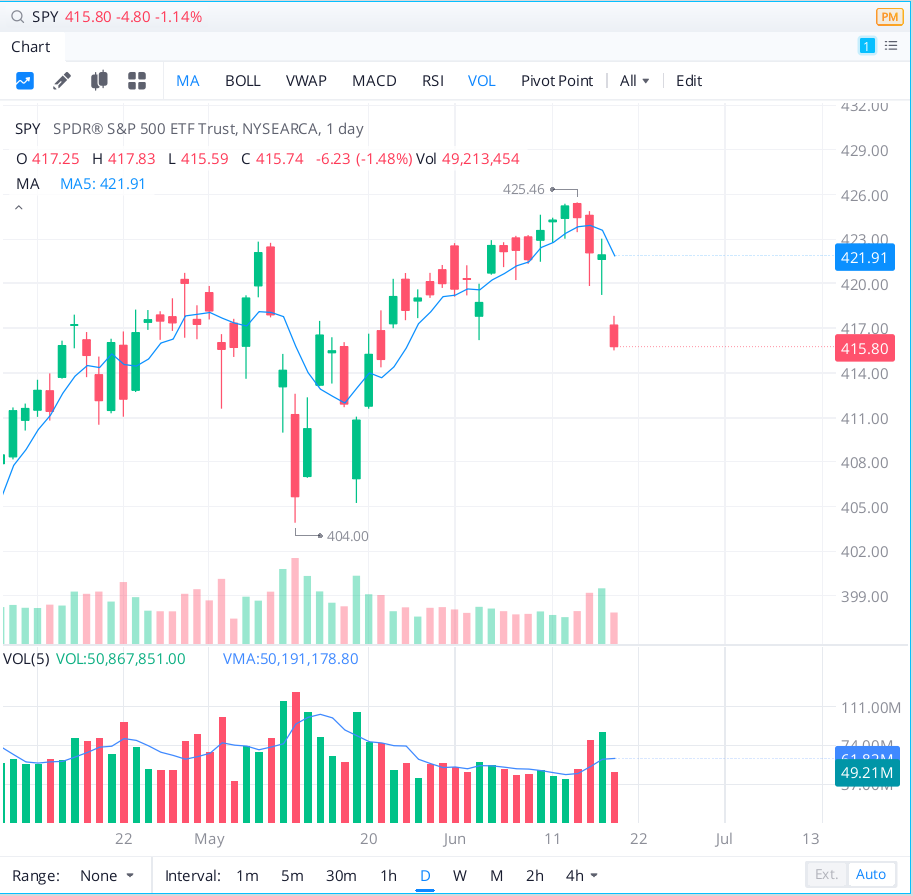 SPY 415.80 -4.80 -1.14% PM
Chart 1
MA BOLL VWAP MACD RSI VOL Pivot Point All Edit
432.00
SPY SPDR® S&P 500 ETF Trust, NYSEARCA, 1 day
429.00
O 417.25 H 417.83 L 415.59 C 415.74 -6.23 (-1.48%) Vol 49,213,454
MA MA5: 421.91
425.46
426.00
423.00
421.91
420.00
417.00
415.80
414.00
411.00
408.00
405.00
404.00
402.00
399.00
VOL(5) VOL:50,867,851.00 VMA:50,191,178.80
111.00M
74.00M
61.82M
49.21M
37.00M
22 May 20 Jun 11 22 Jul 13
Range: None Interval: 1m 5m 30m 1h D W M 2h 4h Ext. Auto